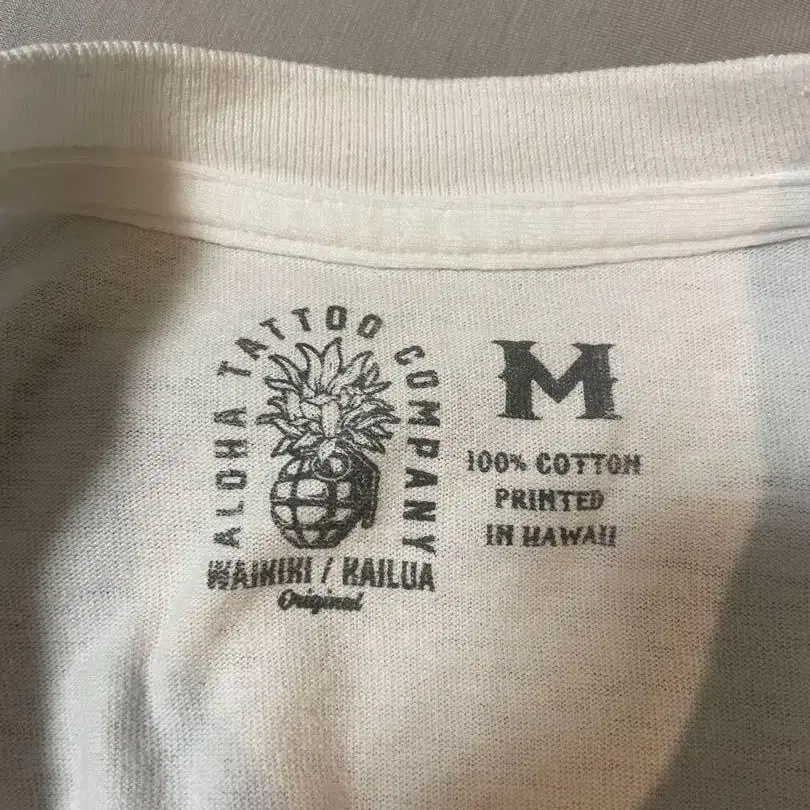 ALOHA TATTOO COMPANY
WAIKIKI / KAILUA
Original
M
100% COTTON
PRINTED
IN HAWAII